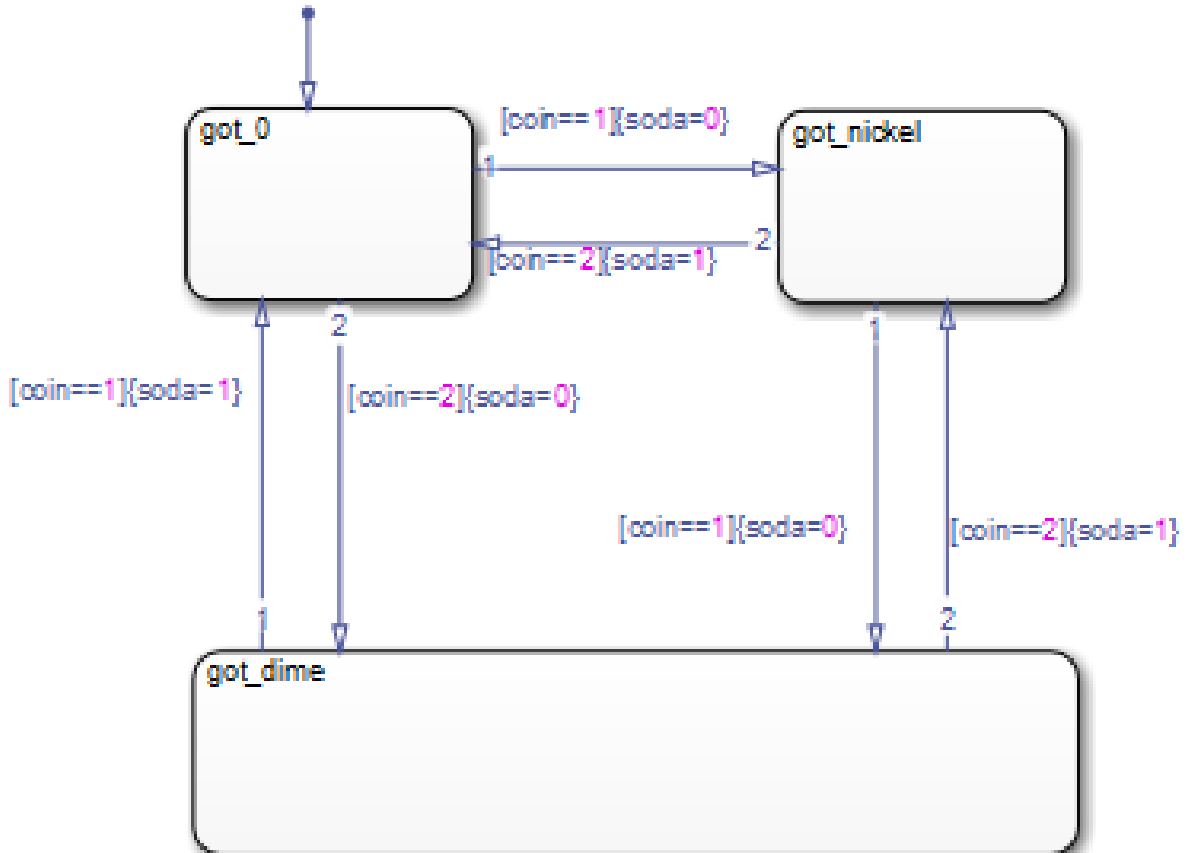 [coin==1]{soda=0}
got_0
got_nickel
1
2
[coin==2]{soda=1}
2
1
[coin==1]{soda=1}
[coin==2]{soda=0}
[coin==1]{soda=0}
[coin==2]{soda=1}
1
2
got_dime